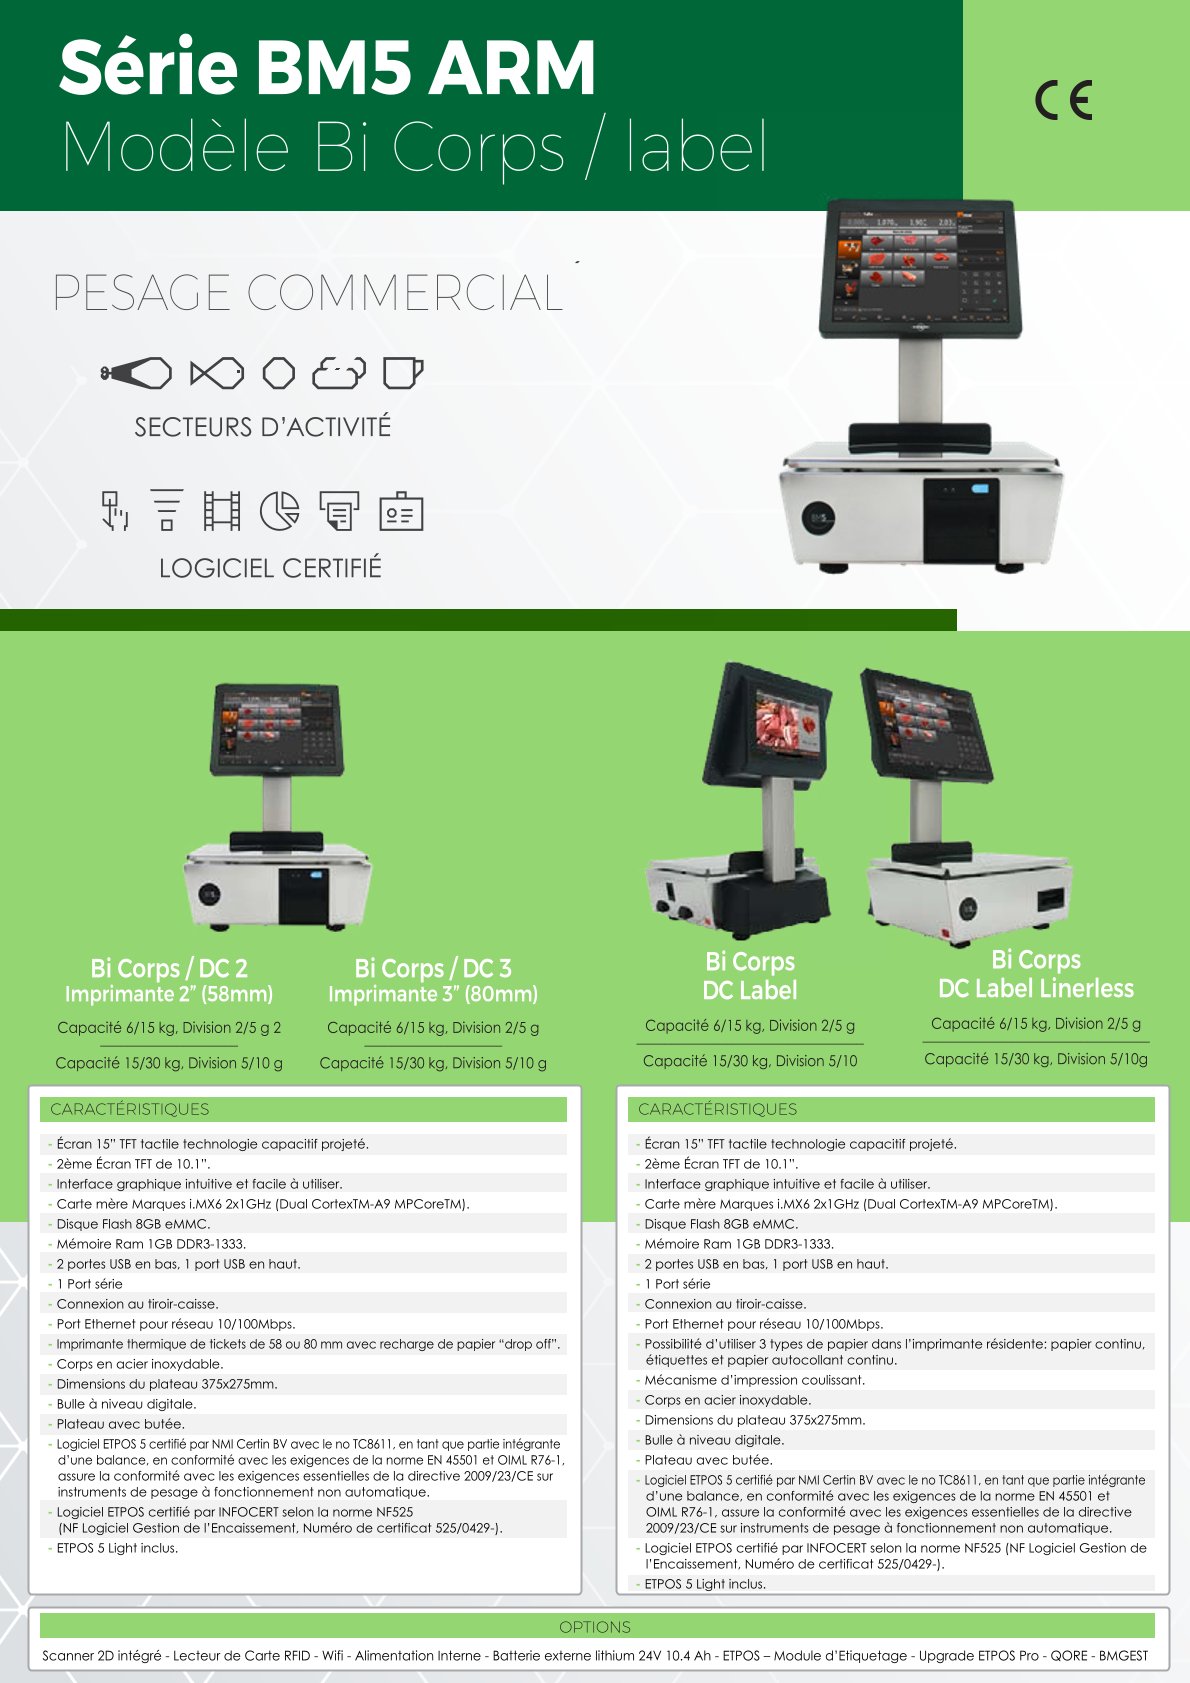 Série BM5 ARM
Modèle Bi Corps / label
CE
PESAGE COMMERCIAL
SECTEURS D'ACTIVITÉ
LOGICIEL CERTIFIÉ
BM5
Bi Corps / DC 2
Imprimante 2" (58mm)
Capacité 6/15 kg, Division 2/5 g 2
Capacité 15/30 kg, Division 5/10 g
Bi Corps / DC 3
Imprimante 3" (80mm)
Capacité 6/15 kg, Division 2/5 g
Capacité 15/30 kg, Division 5/10 g
Bi Corps
DC Label
Capacité 6/15 kg, Division 2/5 g
Capacité 15/30 kg, Division 5/10
Bi Corps
DC Label Linerless
Capacité 6/15 kg, Division 2/5 g
Capacité 15/30 kg, Division 5/10g
CARACTÉRISTIQUES
- Écran 15" TFT tactile technologie capacitif projeté.
- 2ème Écran TFT de 10.1".
- Interface graphique intuitive et facile à utiliser.
- Carte mère Marques i.MX6 2x1GHz (Dual CortexTM-A9 MPCoreTM).
- Disque Flash 8GB eMMC.
- Mémoire Ram 1GB DDR3-1333.
- 2 portes USB en bas, 1 port USB en haut.
- 1 Port série
- Connexion au tiroir-caisse.
- Port Ethernet pour réseau 10/100Mbps.
- Imprimante thermique de tickets de 58 ou 80 mm avec recharge de papier "drop off".
- Corps en acier inoxydable.
- Dimensions du plateau 375x275mm.
- Bulle à niveau digitale.
- Plateau avec butée.
- Logiciel ETPOS 5 certifié par NMI Certin BV avec le no TC8611, en tant que partie intégrante
d'une balance, en conformité avec les exigences de la norme EN 45501 et OIML R76-1,
assure la conformité avec les exigences essentielles de la directive 2009/23/CE sur
instruments de pesage à fonctionnement non automatique.
- Logiciel ETPOS certifié par INFOCERT selon la norme NF525
(NF Logiciel Gestion de l'Encaissement, Numéro de certificat 525/0429-).
- ETPOS 5 Light inclus.
CARACTÉRISTIQUES
- Écran 15" TFT tactile technologie capacitif projeté.
- 2ème Écran TFT de 10.1".
- Interface graphique intuitive et facile à utiliser.
- Carte mère Marques i.MX6 2x1GHz (Dual CortexTM-A9 MPCoreTM).
- Disque Flash 8GB eMMC.
- Mémoire Ram 1GB DDR3-1333.
- 2 portes USB en bas, 1 port USB en haut.
- 1 Port série
- Connexion au tiroir-caisse.
- Port Ethernet pour réseau 10/100Mbps.
- Possibilité d'utiliser 3 types de papier dans l'imprimante résidente: papier continu,
étiquettes et papier autocollant continu.
- Mécanisme d'impression coulissant.
- Corps en acier inoxydable.
- Dimensions du plateau 375x275mm.
- Bulle à niveau digitale.
- Plateau avec butée.
- Logiciel ETPOS 5 certifié par NMI Certin BV avec le no TC8611, en tant que partie intégrante
d'une balance, en conformité avec les exigences de la norme EN 45501 et
OIML R76-1, assure la conformité avec les exigences essentielles de la directive
2009/23/CE sur instruments de pesage à fonctionnement non automatique.
- Logiciel ETPOS certifié par INFOCERT selon la norme NF525 (NF Logiciel Gestion de
l'Encaissement, Numéro de certificat 525/0429-).
- ETPOS 5 Light inclus.
OPTIONS
Scanner 2D intégré - Lecteur de Carte RFID - Wifi - Alimentation Interne - Batterie externe lithium 24V 10.4 Ah - ETPOS – Module d'Etiquetage - Upgrade ETPOS Pro - QORE - BMGEST